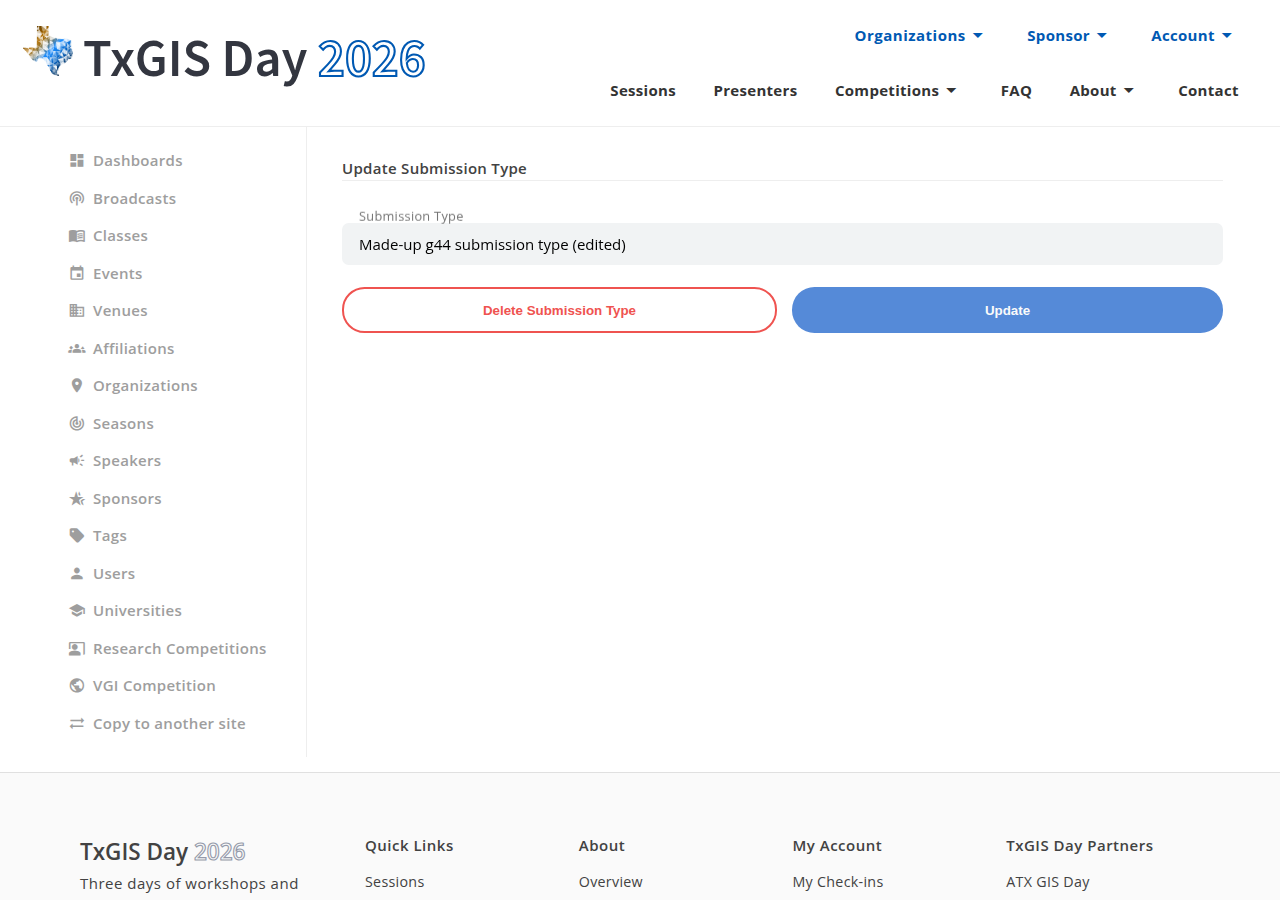 TxGIS Day 2026
Organizations
Sponsor
Account
Sessions
Presenters
Competitions
FAQ
About
Contact
Dashboards
Broadcasts
Classes
Events
Venues
Affiliations
Organizations
Seasons
Speakers
Sponsors
Tags
Users
Universities
Research Competitions
VGI Competition
Copy to another site
Update Submission Type
Submission Type
Made-up g44 submission type (edited)
Delete Submission Type
Update
TxGIS Day 2026
Three days of workshops and
Quick Links
Sessions
About
Overview
My Account
My Check-ins
TxGIS Day Partners
ATX GIS Day